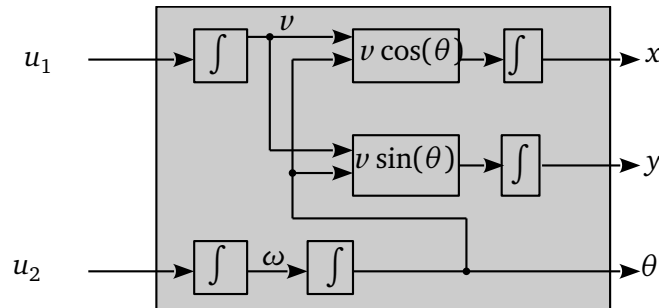 v
u₁ ∫ v cos(θ) ∫ x
v sin(θ) ∫ y
u₂ ∫ ω ∫ θ